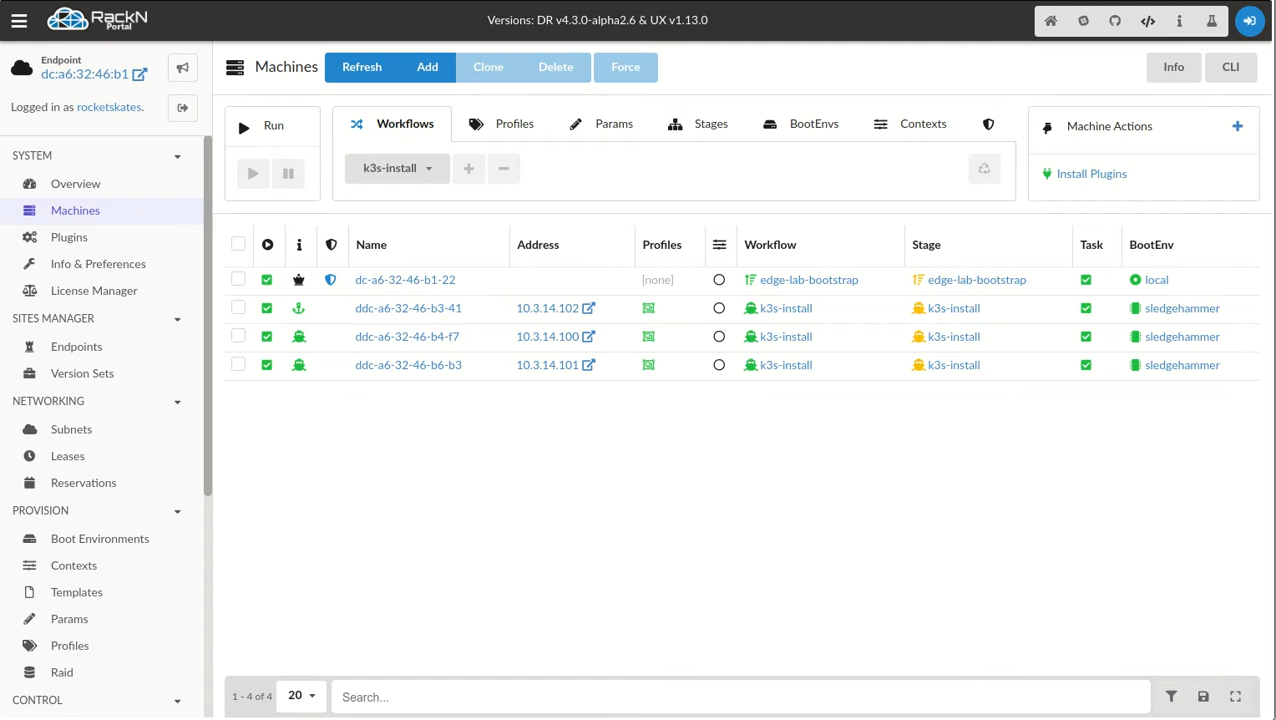 RackN
Portal
Versions: DR v4.3.0-alpha2.6 & UX v1.13.0
Endpoint
dc:a6:32:46:b1
Logged in as rocketskates.
SYSTEM
Overview
Machines
Plugins
Info & Preferences
License Manager
SITES MANAGER
Endpoints
Version Sets
NETWORKING
Subnets
Leases
Reservations
PROVISION
Boot Environments
Contexts
Templates
Params
Profiles
Raid
CONTROL
Machines Refresh Add Clone Delete Force Info CLI
Run
Workflows Profiles Params Stages BootEnvs Contexts
k3s-install
Machine Actions
Install Plugins
Name Address Profiles Workflow Stage Task BootEnv
dc-a6-32-46-b1-22 [none] edge-lab-bootstrap edge-lab-bootstrap local
ddc-a6-32-46-b3-41 10.3.14.102 k3s-install k3s-install sledgehammer
ddc-a6-32-46-b4-f7 10.3.14.100 k3s-install k3s-install sledgehammer
ddc-a6-32-46-b6-b3 10.3.14.101 k3s-install k3s-install sledgehammer
1 - 4 of 4 20 Search...